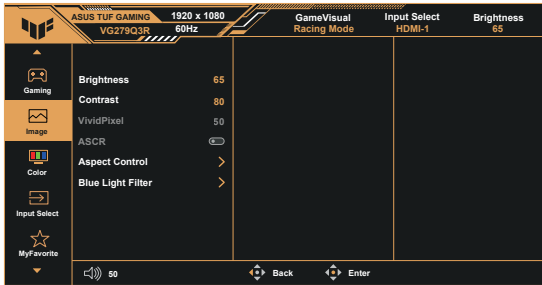 ASUS TUF GAMING 1920 x 1080
VG279Q3R 60Hz
GameVisual
Racing Mode
Input Select
HDMI-1
Brightness
65
Gaming
Image
Color
Input Select
MyFavorite
Brightness 65
Contrast 80
VividPixel 50
ASCR
Aspect Control
Blue Light Filter
50
Back
Enter